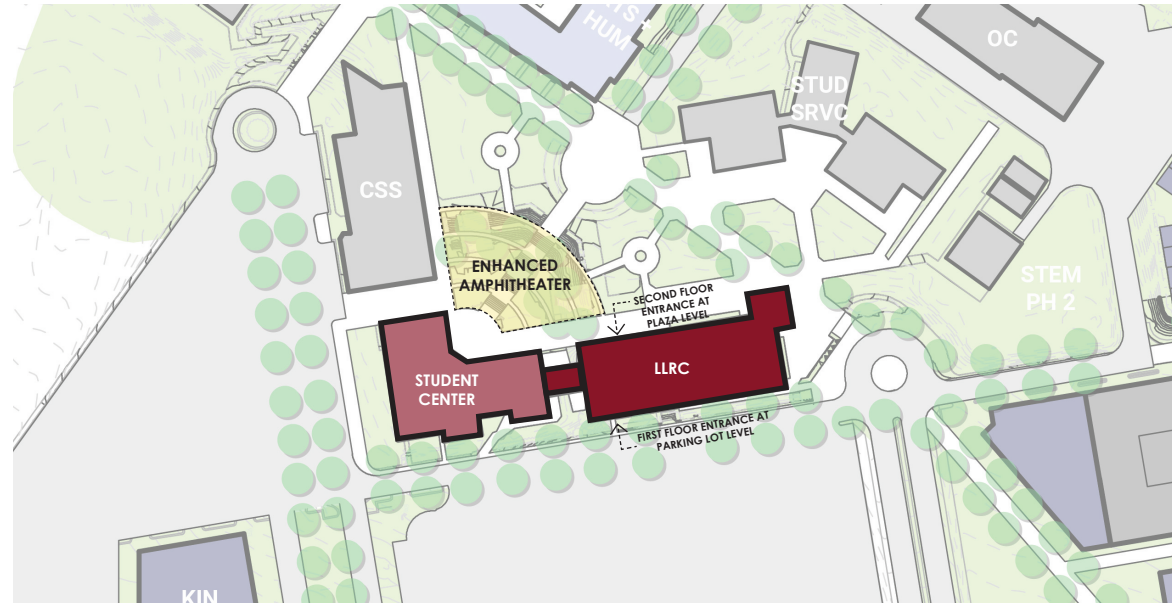 HUM
OC
STUD
SRVC
CSS
ENHANCED
AMPHITHEATER
STEM
PH 2
SECOND FLOOR
ENTRANCE AT
PLAZA LEVEL
LLRC
STUDENT
CENTER
FIRST FLOOR ENTRANCE AT
PARKING LOT LEVEL
KIN